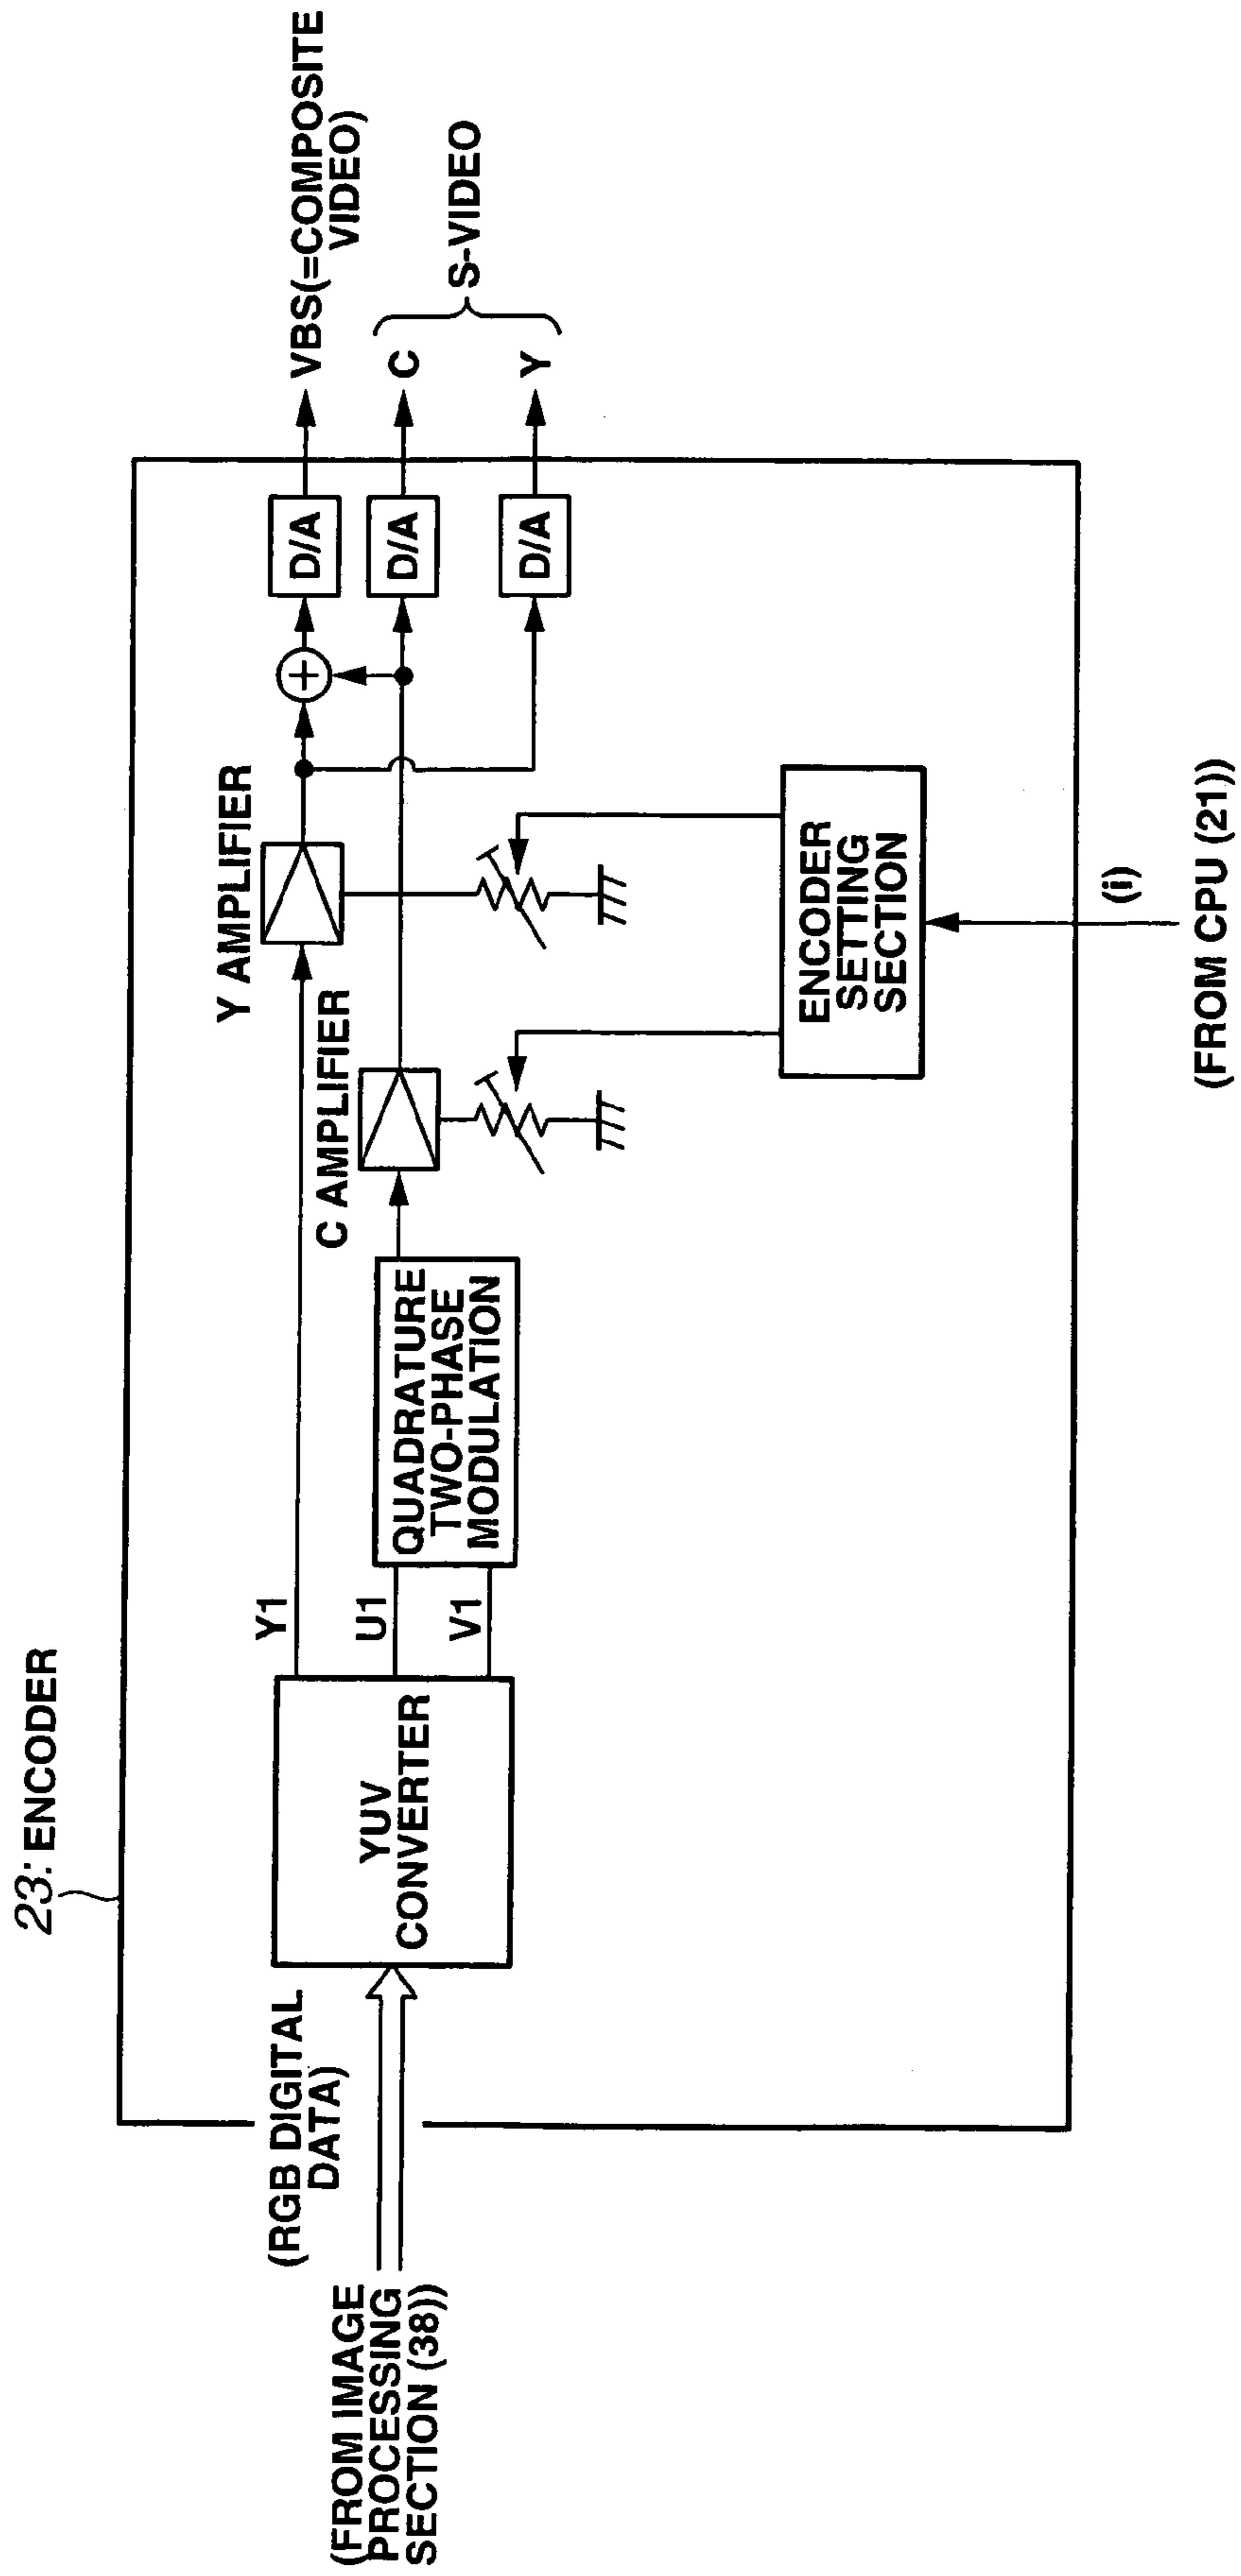 23: ENCODER
(FROM IMAGE
PROCESSING
SECTION (38))
(RGB DIGITAL
DATA)
YUV
CONVERTER
Y1
U1
V1
QUADRATURE
TWO-PHASE
MODULATION
C AMPLIFIER
Y AMPLIFIER
ENCODER
SETTING
SECTION
(i)
(FROM CPU (21))
+
D/A
D/A
D/A
VBS(=COMPOSITE
VIDEO)
C
Y
S-VIDEO